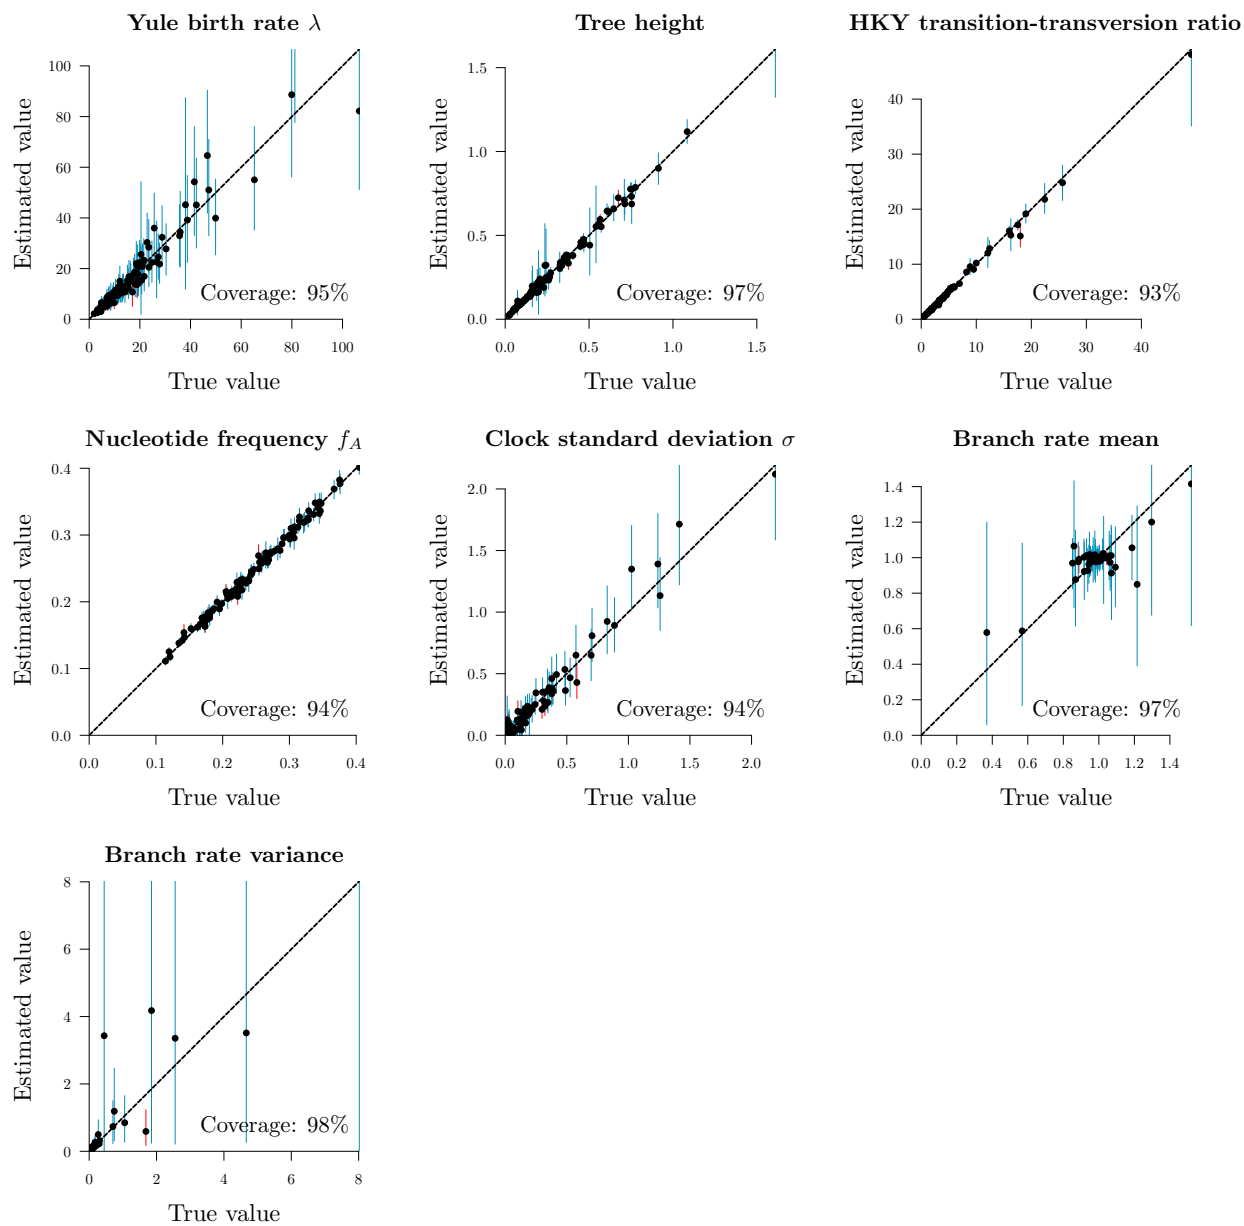 Yule birth rate λ
Estimated value
100
80
60
40
20
0
Coverage: 95%
0 20 40 60 80 100
True value
Tree height
Estimated value
1.5
1.0
0.5
0.0
Coverage: 97%
0.0 0.5 1.0 1.5
True value
HKY transition-transversion ratio
Estimated value
40
30
20
10
0
Coverage: 93%
0 10 20 30 40
True value
Nucleotide frequency f_A
Estimated value
0.4
0.3
0.2
0.1
0.0
Coverage: 94%
0.0 0.1 0.2 0.3 0.4
True value
Clock standard deviation σ
Estimated value
2.0
1.5
1.0
0.5
0.0
Coverage: 94%
0.0 0.5 1.0 1.5 2.0
True value
Branch rate mean
Estimated value
1.4
1.2
1.0
0.8
0.6
0.4
0.2
0.0
Coverage: 97%
0.0 0.2 0.4 0.6 0.8 1.0 1.2 1.4
True value
Branch rate variance
Estimated value
8
6
4
2
0
Coverage: 98%
0 2 4 6 8
True value